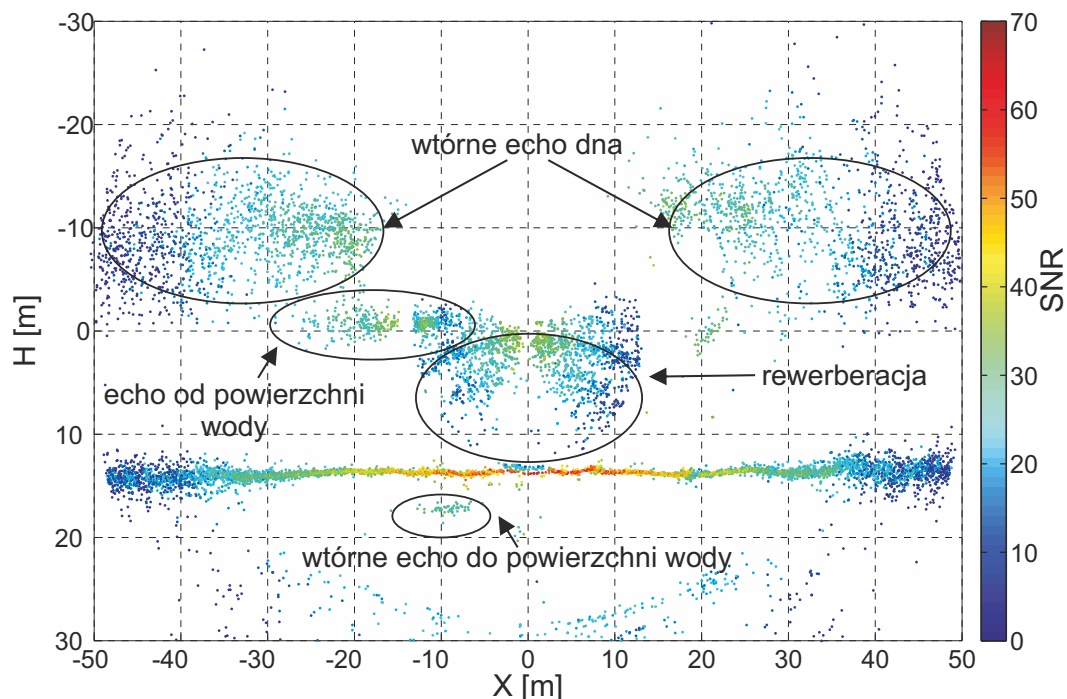 -30
-20
-10
0
10
20
30
H [m]
-50 -40 -30 -20 -10 0 10 20 30 40 50
X [m]
wtórne echo dna
echo od powierzchni
wody
rewerberacja
wtórne echo do powierzchni wody
70
60
50
40
30
20
10
0
SNR